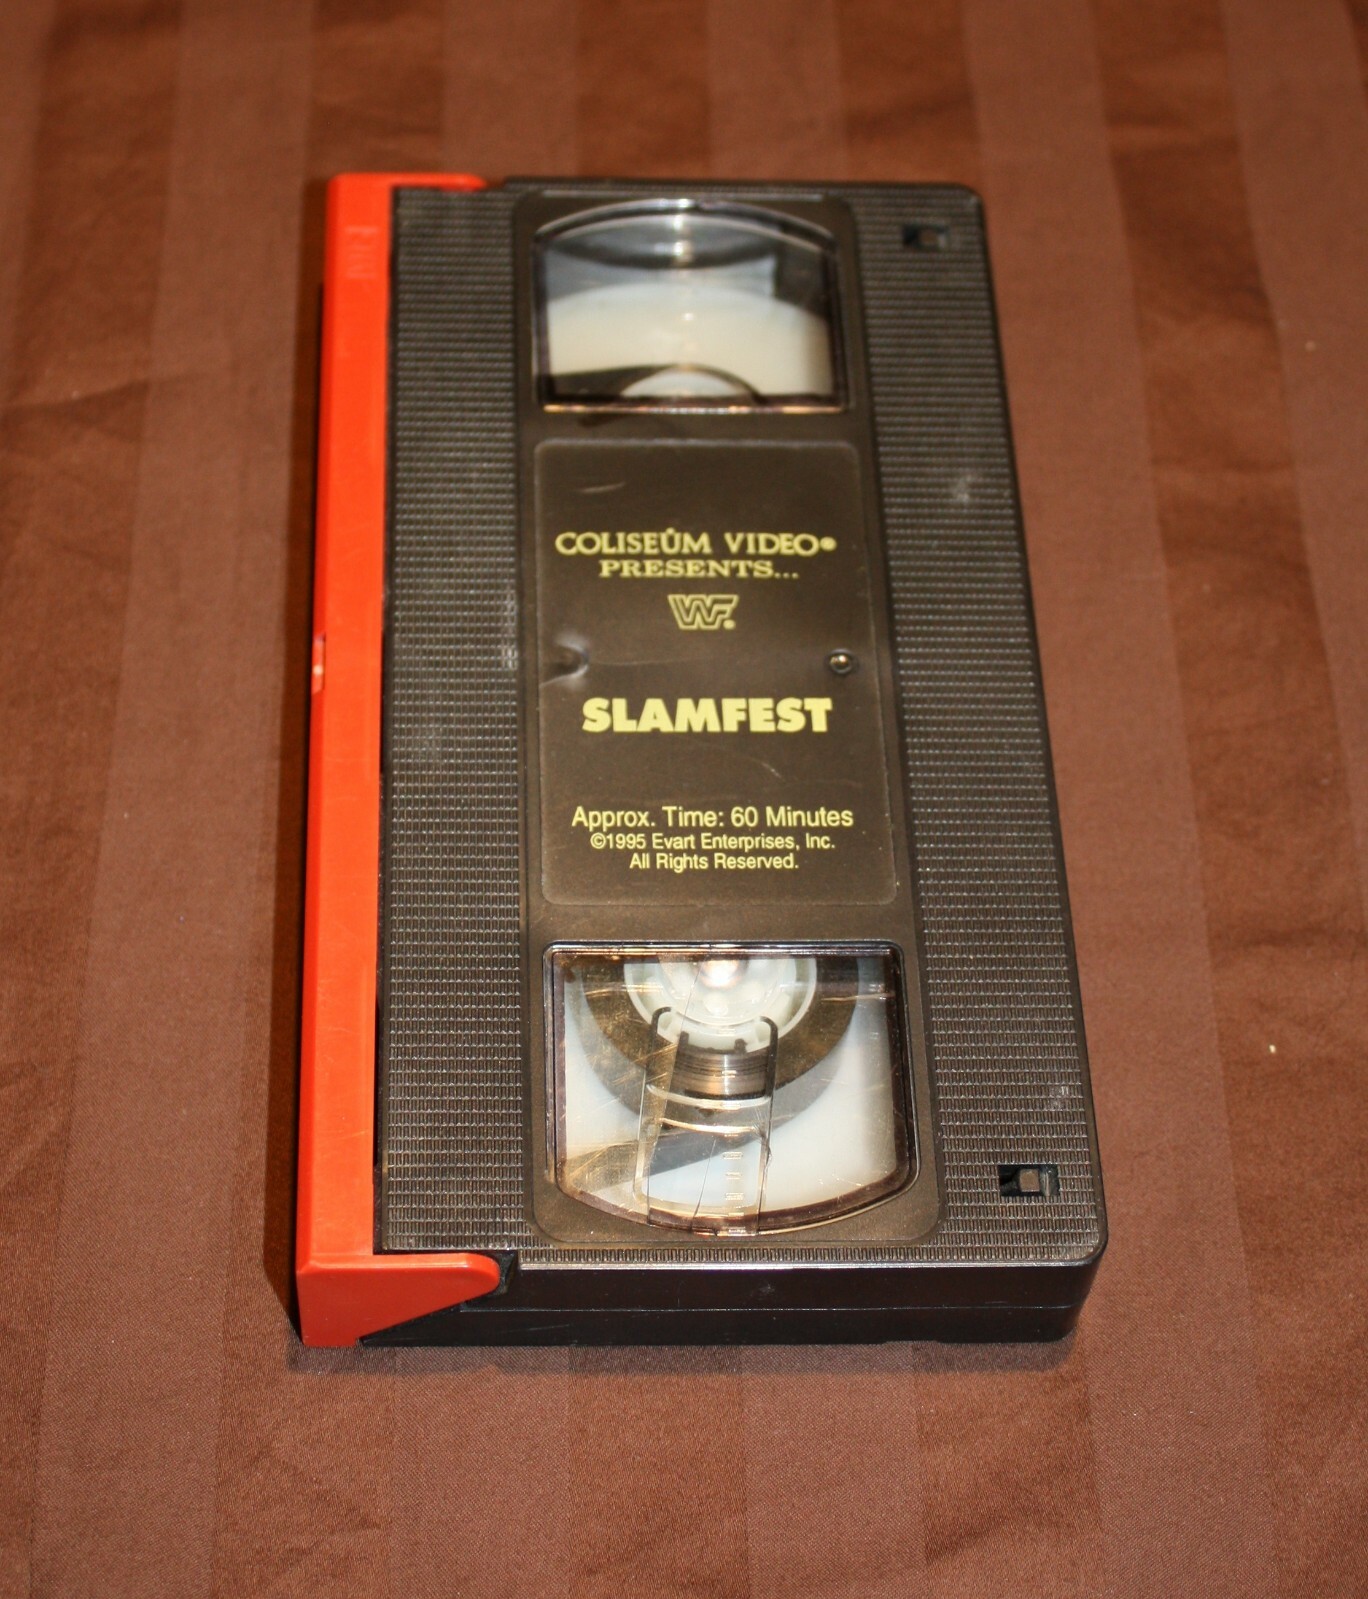 COLISEUM VIDEO®
PRESENTS...
WF®
SLAMFEST
Approx. Time: 60 Minutes
©1995 Evart Enterprises, Inc.
All Rights Reserved.